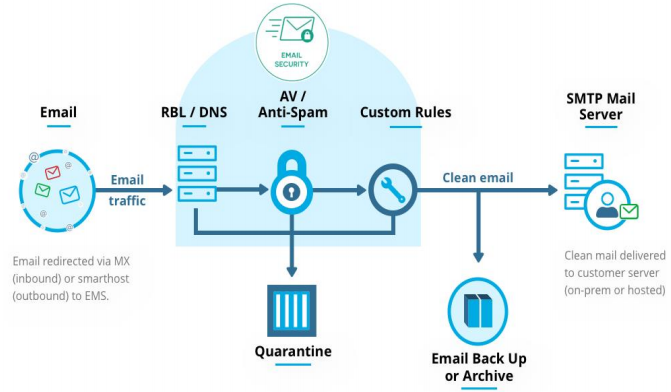 EMAIL
SECURITY
Email
RBL / DNS
AV /
Anti-Spam
Custom Rules
SMTP Mail
Server
@
@
@
@
@
Email
traffic
Clean email
Email redirected via MX
(inbound) or smarthost
(outbound) to EMS.
Clean mail delivered
to customer server
(on-prem or hosted)
Quarantine
Email Back Up
or Archive